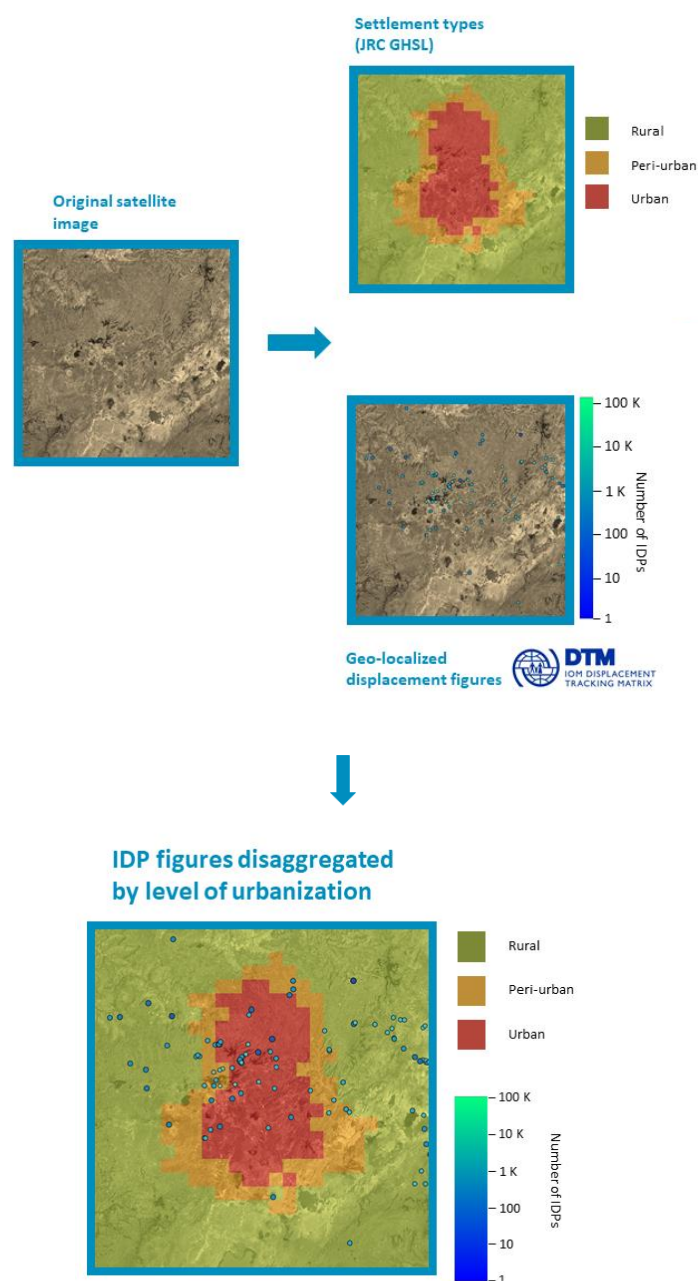 Settlement types
(JRC GHSL)
Rural
Peri-urban
Urban
Original satellite
image
100 K
10 K
1 K
100
10
1
Number of IDPs
Geo-localized
displacement figures
DTM
IOM DISPLACEMENT
TRACKING MATRIX
IDP figures disaggregated
by level of urbanization
Rural
Peri-urban
Urban
100 K
10 K
1 K
100
10
1
Number of IDPs